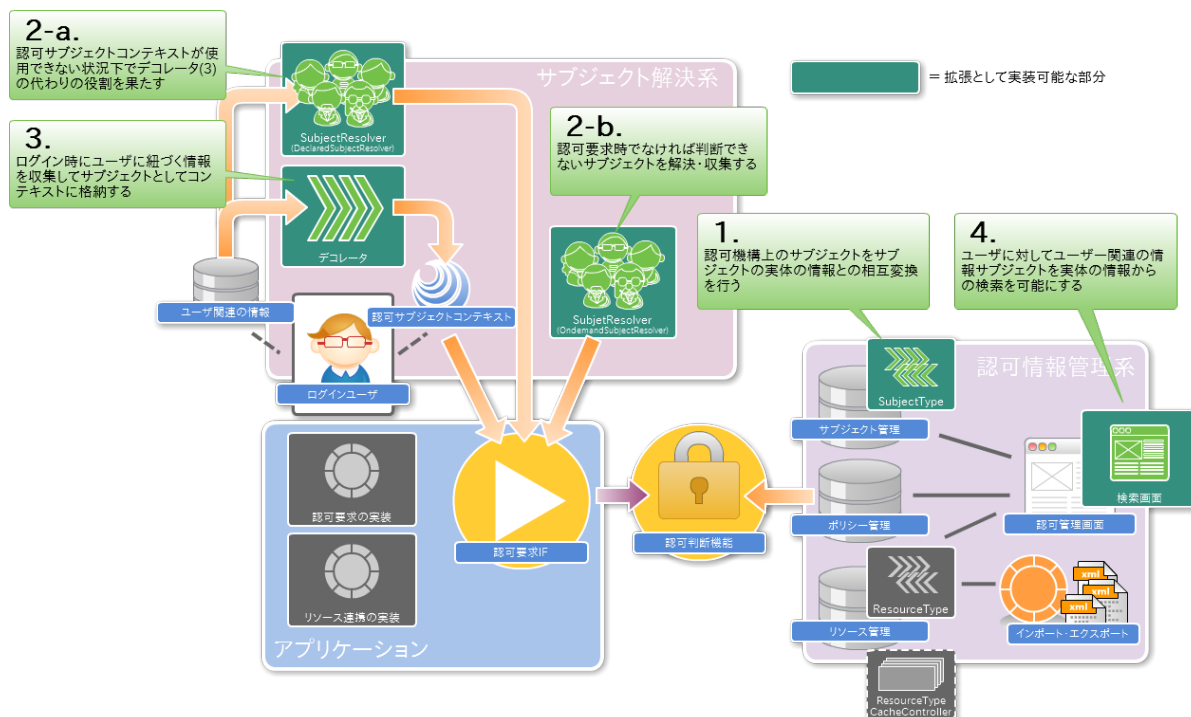 2-a.
認可サブジェクトコンテキストが使
用できない状況下でデコレータ(3)
の代わりの役割を果たす
サブジェクト解決系
= 拡張として実装可能な部分
SubjectResolver
(DeclaredSubjectResolver)
2-b.
認可要求時でなければ判断でき
ないサブジェクトを解決・収集する
3.
ログイン時にユーザに紐づく情報
を収集してサブジェクトとしてコン
テキストに格納する
デコレータ
1.
認可機構上のサブジェクトをサブ
ジェクトの実体の情報との相互変換
を行う
4.
ユーザに対してユーザー関連の情
報サブジェクトを実体の情報から
の検索を可能にする
ユーザ関連の情報
認可サブジェクトコンテキスト
SubjetResolver
(OndemandSubjectResolver)
ログインユーザ
認可情報管理系
SubjectType
サブジェクト管理
検索画面
認可要求の実装
認可要求IF
認可判断機能
ポリシー管理
認可管理画面
リソース連携の実装
アプリケーション
ResourceType
リソース管理
xml
xml
インポート・エクスポート
ResourceType
CacheController